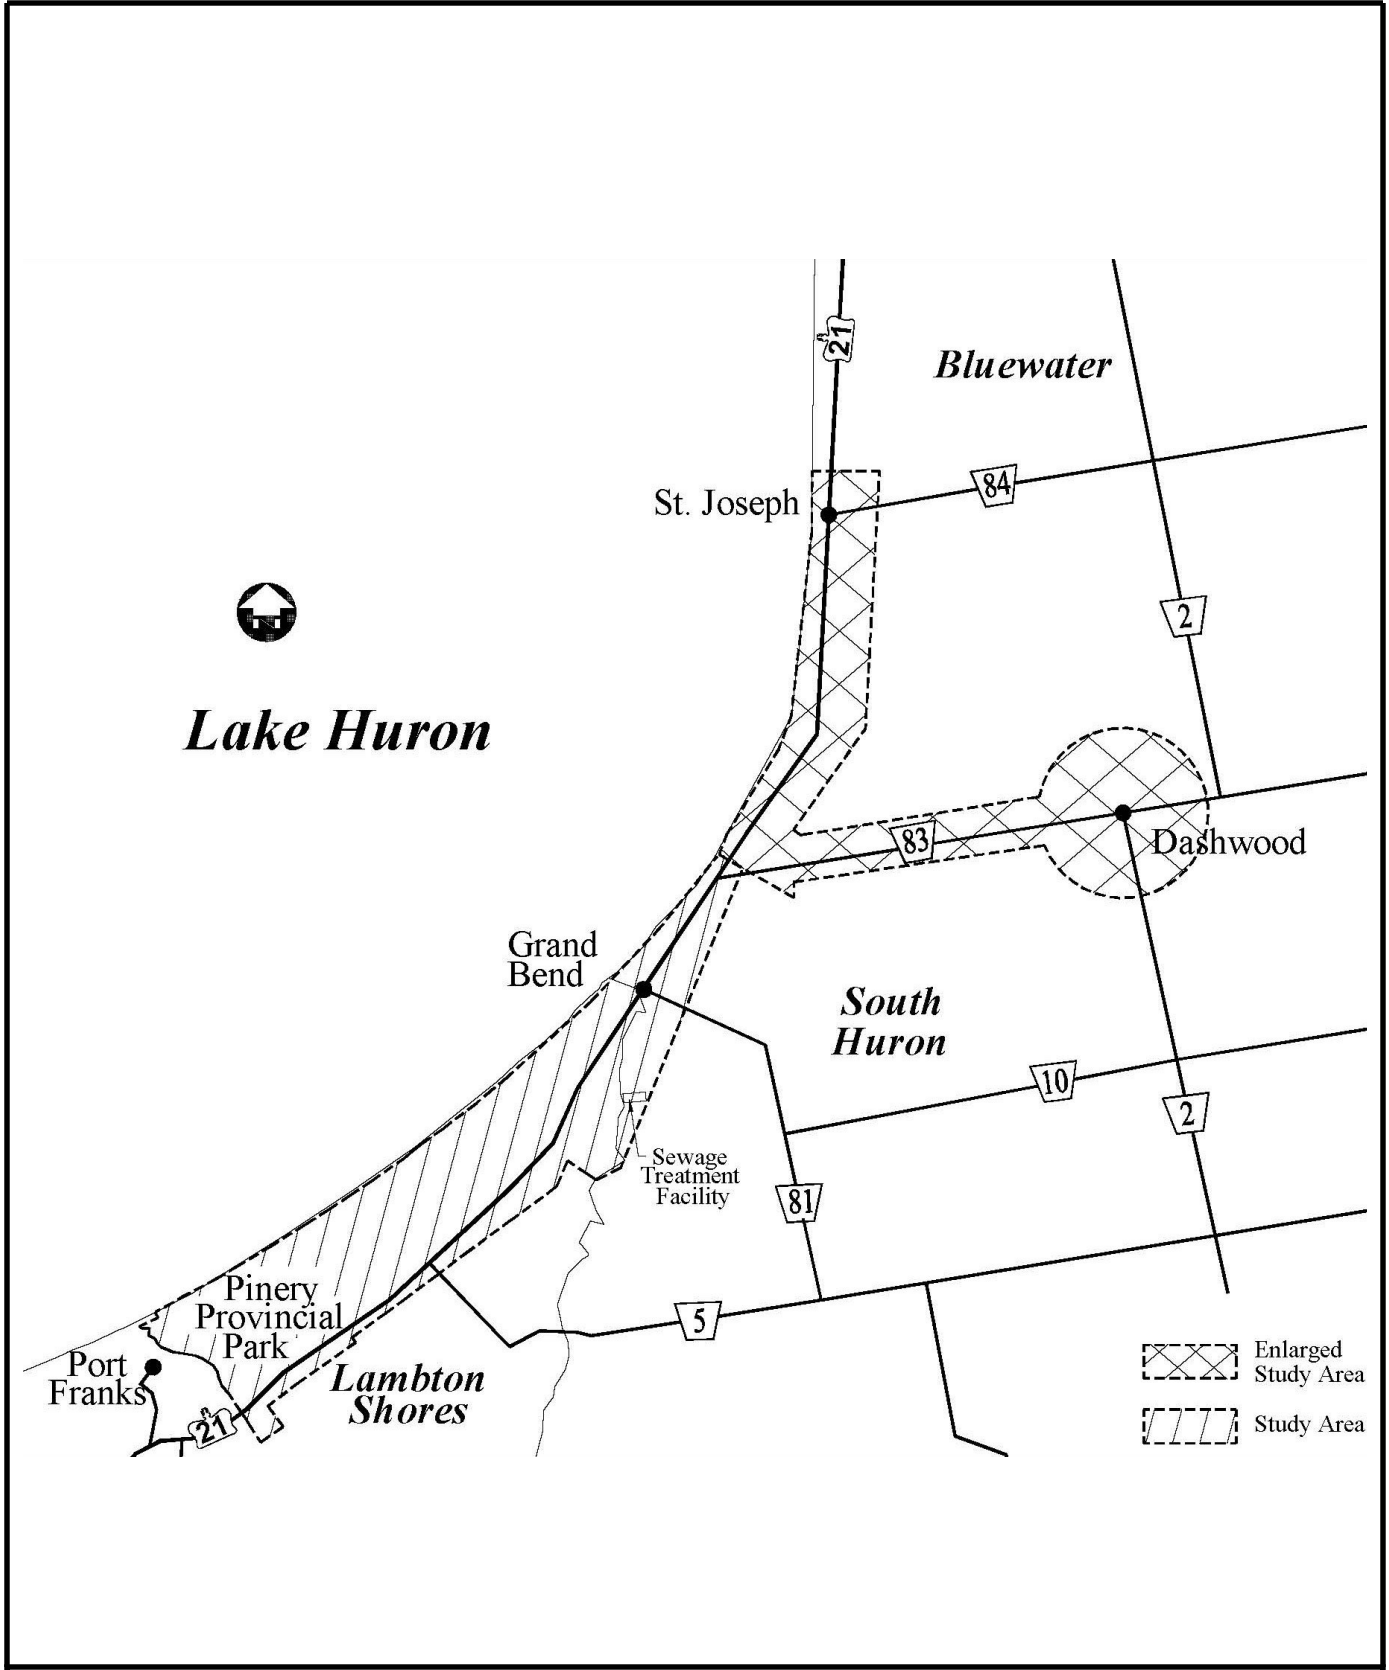 21
Bluewater
84
St. Joseph
2
N
Lake Huron
83
Dashwood
Grand
Bend
South
Huron
10
2
Sewage
Treatment
Facility
81
Pinery
Provincial
Park
5
Port
Franks
Lambton
Shores
21
Enlarged
Study Area
Study Area